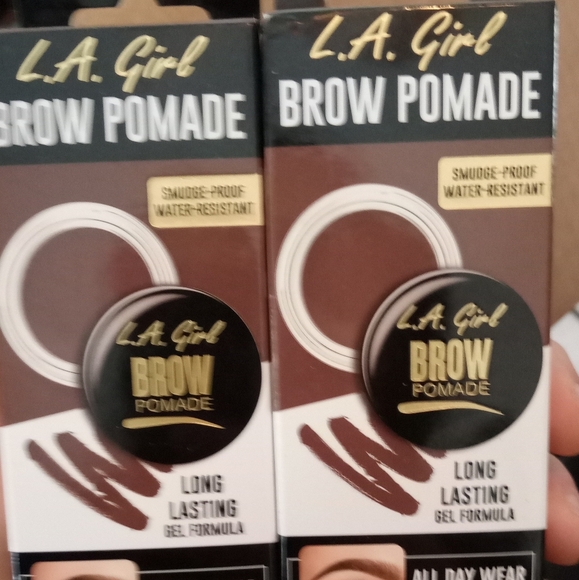 L.A. Girl
BROW POMADE
SMUDGE-PROOF
WATER-RESISTANT
L.A. Girl
BROW
POMADE
LONG
LASTING
GEL FORMULA
L.A. Girl
BROW POMADE
SMUDGE-PROOF
WATER-RESISTANT
L.A. Girl
BROW
POMADE
LONG
LASTING
GEL FORMULA
ALL DAY WEAR